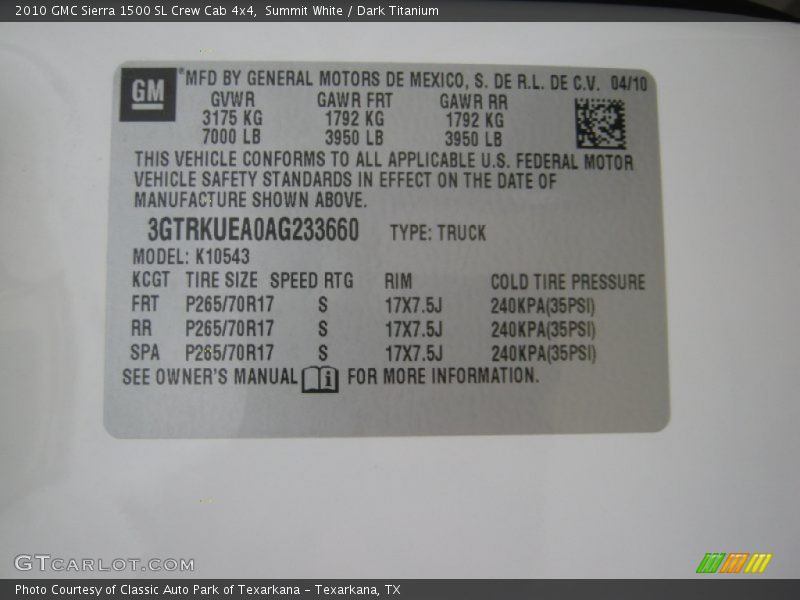 2010 GMC Sierra 1500 SL Crew Cab 4x4,  Summit White / Dark Titanium
GM ®MFD BY GENERAL MOTORS DE MEXICO, S. DE R.L. DE C.V.  04/10
GVWR GAWR FRT GAWR RR
3175 KG 1792 KG 1792 KG
7000 LB 3950 LB 3950 LB
THIS VEHICLE CONFORMS TO ALL APPLICABLE U.S. FEDERAL MOTOR
VEHICLE SAFETY STANDARDS IN EFFECT ON THE DATE OF
MANUFACTURE SHOWN ABOVE.
3GTRKUEA0AG233660 TYPE: TRUCK
MODEL: K10543
KCGT TIRE SIZE SPEED RTG RIM COLD TIRE PRESSURE
FRT P265/70R17 S 17X7.5J 240KPA(35PSI)
RR P265/70R17 S 17X7.5J 240KPA(35PSI)
SPA P265/70R17 S 17X7.5J 240KPA(35PSI)
SEE OWNER'S MANUAL i FOR MORE INFORMATION.
GTCARLOT.COM
Photo Courtesy of Classic Auto Park of Texarkana – Texarkana, TX